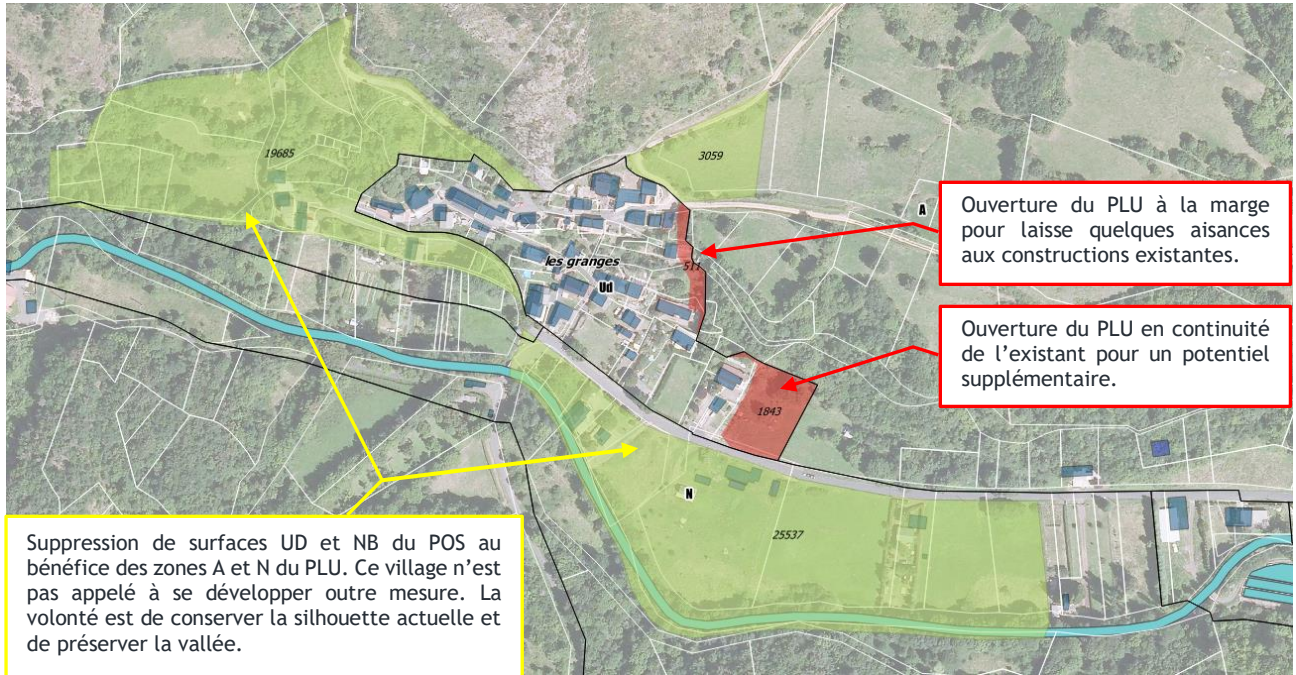 19685
3059
A
Ouverture du PLU à la marge
pour laisse quelques aisances
aux constructions existantes.
les granges
511
Ud
Ouverture du PLU en continuité
de l'existant pour un potentiel
supplémentaire.
1843
N
25537
Suppression de surfaces UD et NB du POS au
bénéfice des zones A et N du PLU. Ce village n'est
pas appelé à se développer outre mesure. La
volonté est de conserver la silhouette actuelle et
de préserver la vallée.